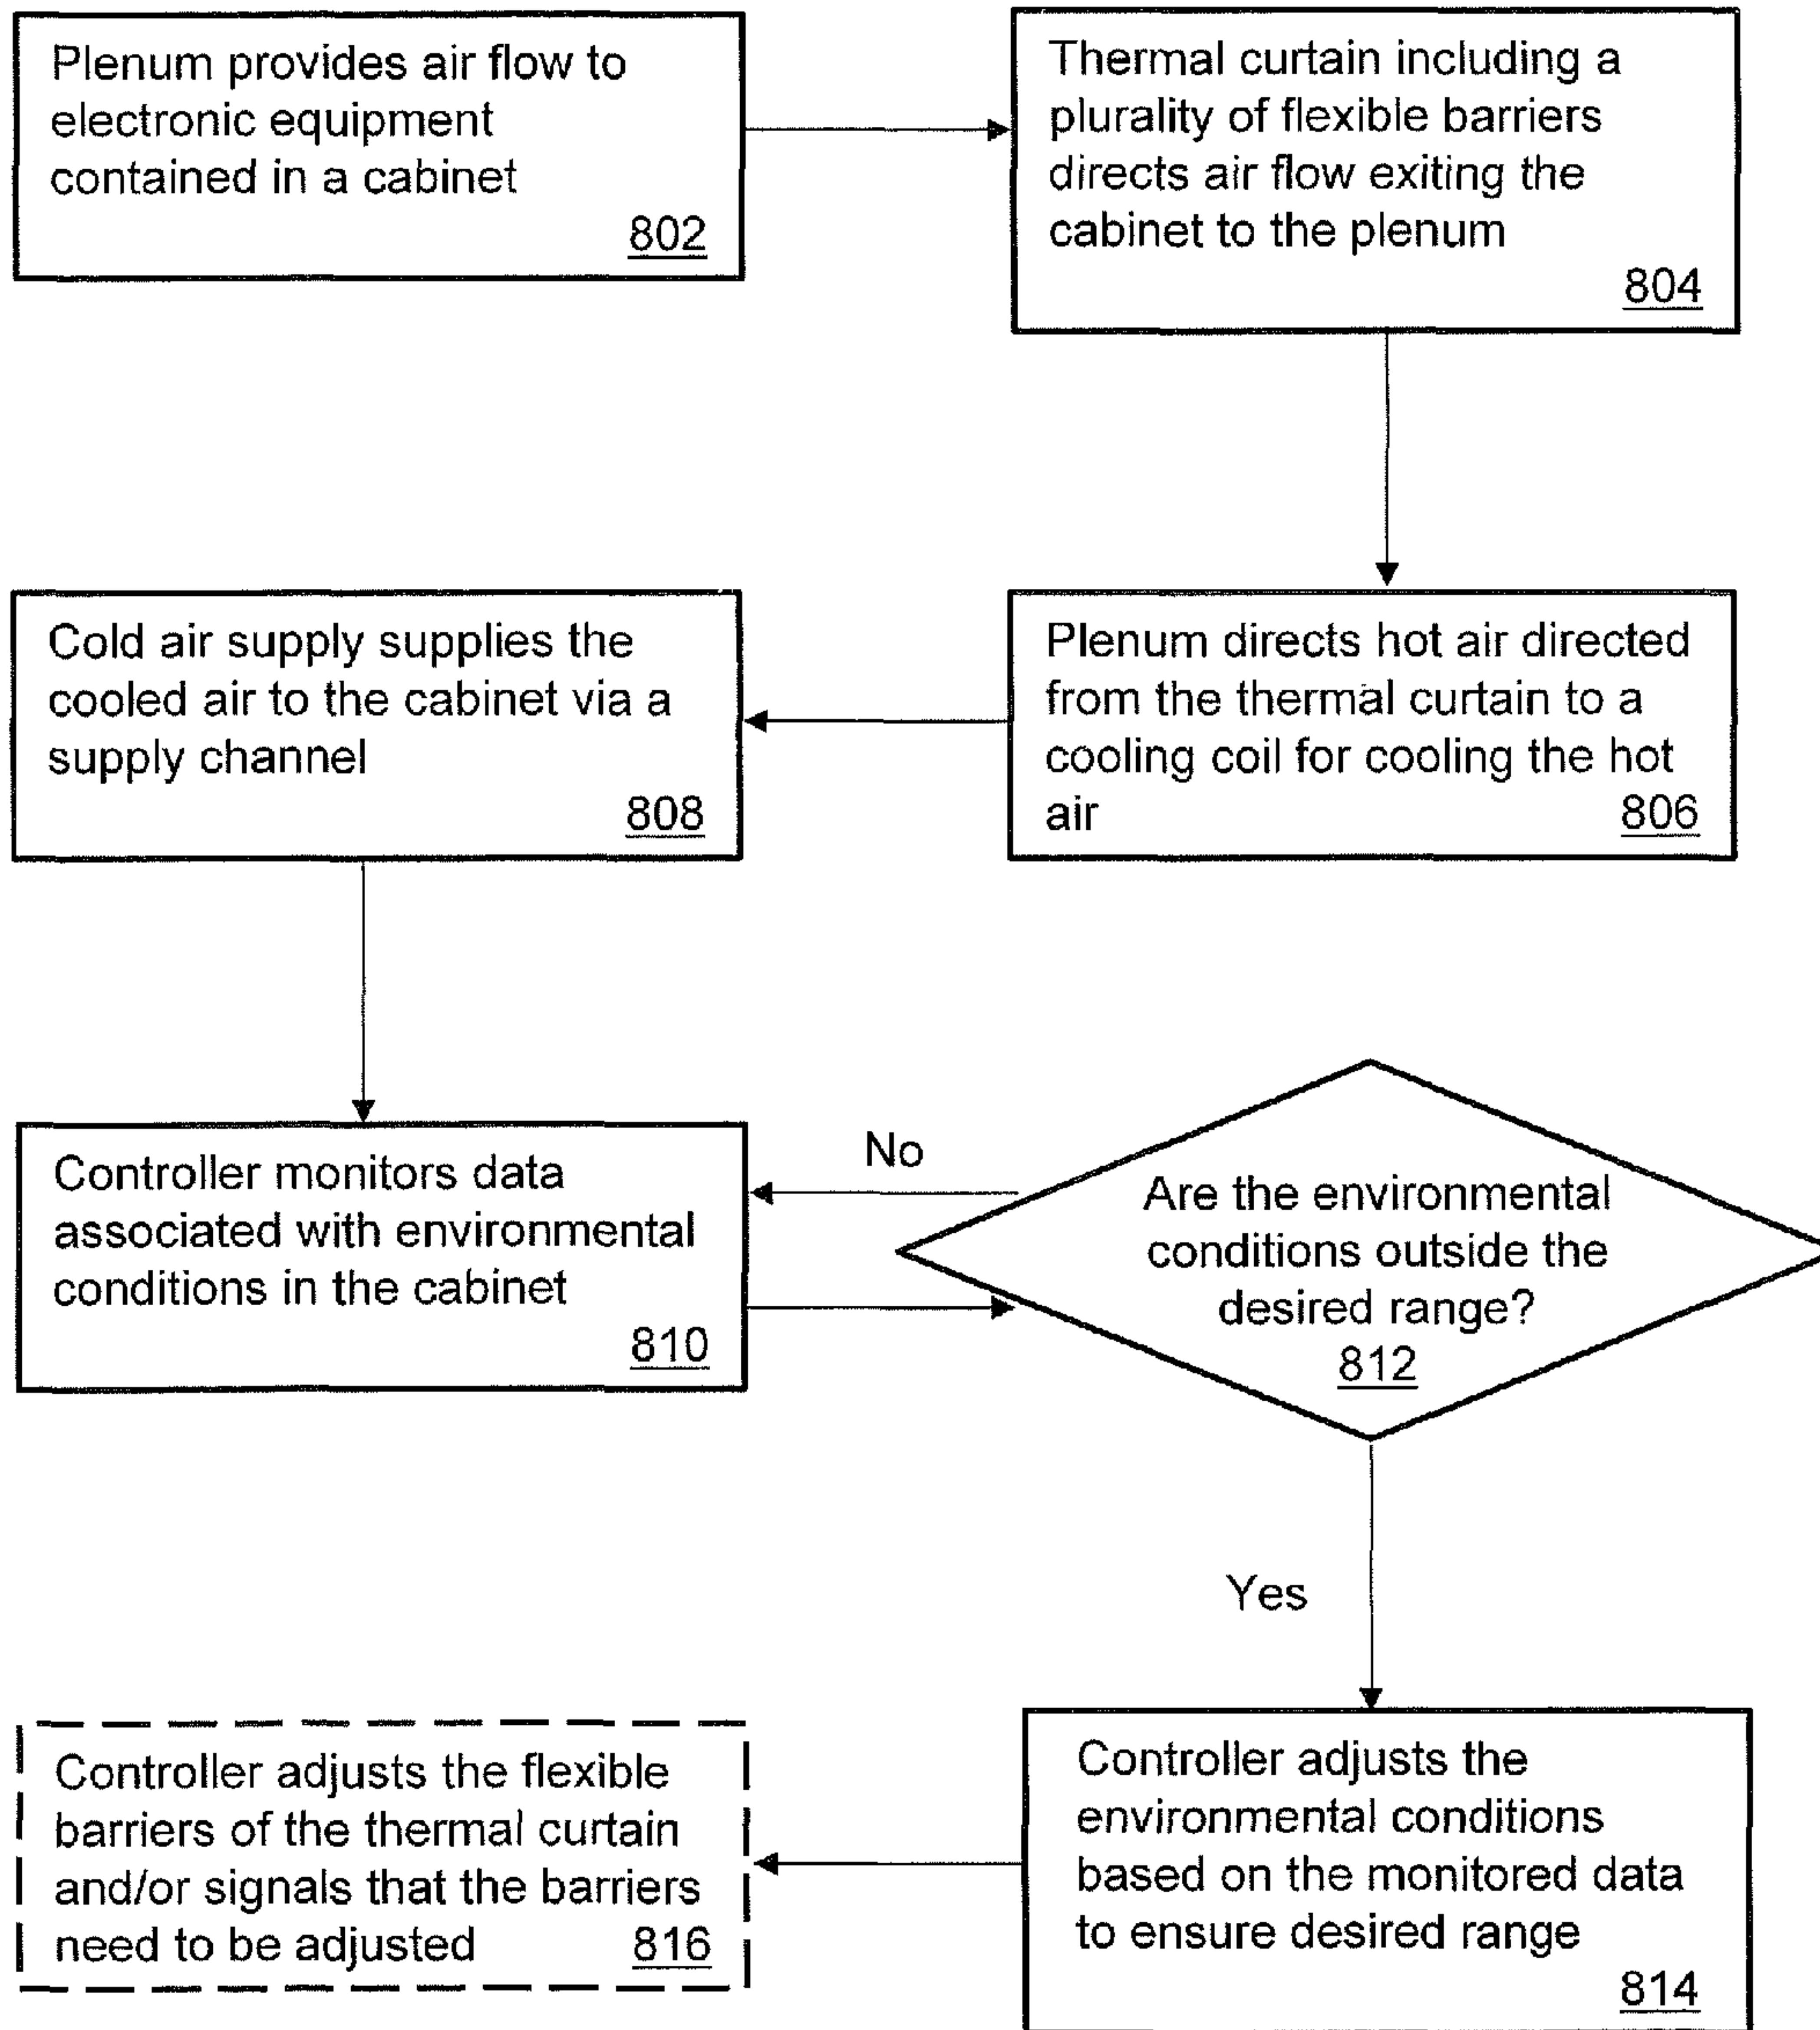 Plenum provides air flow to
electronic equipment
contained in a cabinet
802
Thermal curtain including a
plurality of flexible barriers
directs air flow exiting the
cabinet to the plenum
804
Plenum directs hot air directed
from the thermal curtain to a
cooling coil for cooling the hot
air 806
Cold air supply supplies the
cooled air to the cabinet via a
supply channel
808
Controller monitors data
associated with environmental
conditions in the cabinet
810
No
Are the environmental
conditions outside the
desired range?
812
Yes
Controller adjusts the
environmental conditions
based on the monitored data
to ensure desired range
814
Controller adjusts the flexible
barriers of the thermal curtain
and/or signals that the barriers
need to be adjusted 816